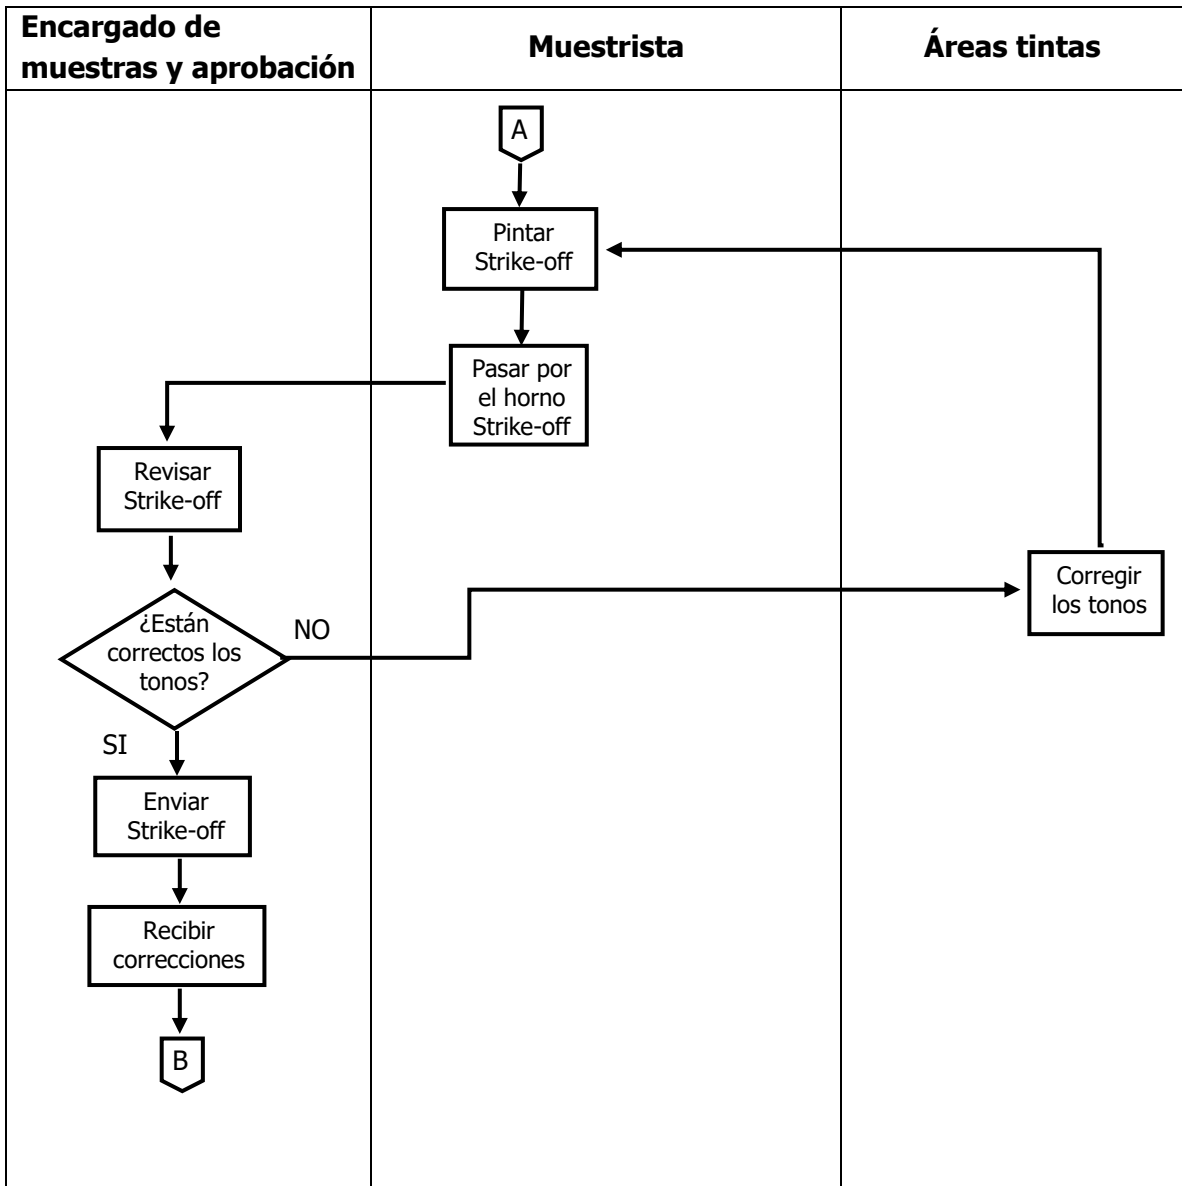 Encargado de
muestras y aprobación
Muestrista
Áreas tintas
A
Pintar
Strike-off
Pasar por
el horno
Strike-off
Revisar
Strike-off
¿Están
correctos los
tonos?
NO
Corregir
los tonos
SI
Enviar
Strike-off
Recibir
correcciones
B